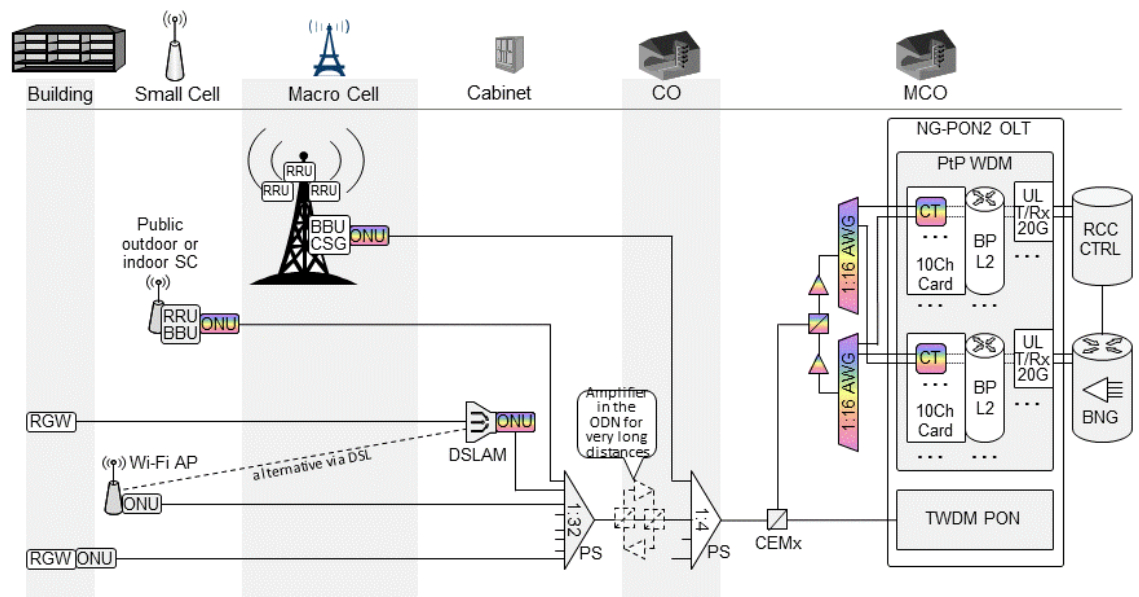 Building
Small Cell
Macro Cell
Cabinet
CO
MCO
NG-PON2 OLT
PtP WDM
RRU
RRU
RRU
BBU
CSG
ONU
Public
outdoor or
indoor SC
RRU
BBU
ONU
1:16 AWG
CT
...
10Ch
Card
...
BP
L2
...
UL
T/Rx
20G
...
RCC
CTRL
1:16 AWG
CT
...
10Ch
Card
...
BP
L2
...
UL
T/Rx
20G
...
BNG
RGW
ONU
DSLAM
Amplifier
in the
ODN for
very long
distances
Wi-Fi AP
alternative via DSL
ONU
1:32
PS
1:4
PS
CEMx
TWDM PON
RGW
ONU